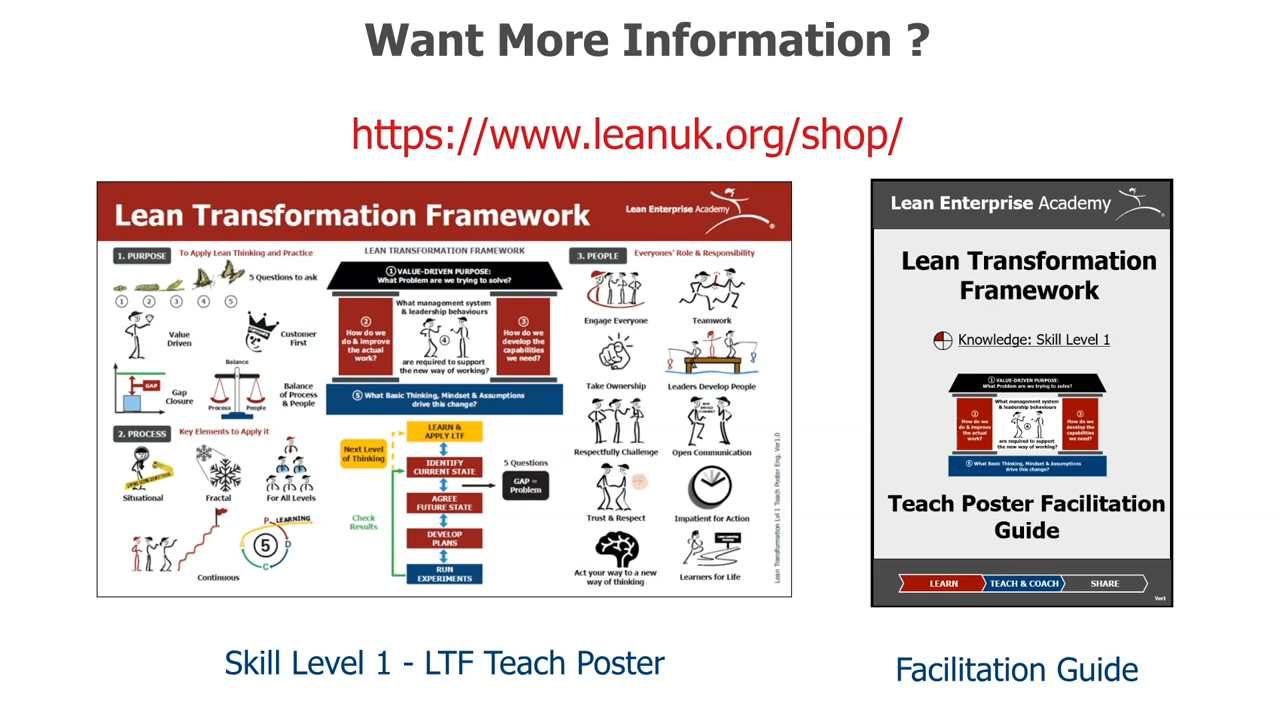 Want More Information ?
https://www.leanuk.org/shop/
Lean Transformation Framework
Lean Enterprise Academy
1. PURPOSE
To Apply Lean Thinking and Practice
5 Questions to ask
1 2 3 4 5
Value
Driven
Customer
First
GAP
Gap
Closure
Balance
Process
People
Balance
of Process
& People
2. PROCESS
Key Elements to Apply it
Situational
Fractal
For All Levels
Continuous
P LEARNING
A
5
D
C
LEAN TRANSFORMATION FRAMEWORK
1 VALUE-DRIVEN PURPOSE:
What Problem are we trying to solve?
2
How do we
do & improve
the actual
work?
What management system
& leadership behaviours
4
are required to support
the new way of working?
3
How do we
develop the
capabilities
we need?
5 What Basic Thinking, Mindset & Assumptions
drive this change?
LEARN &
APPLY LTF
Next Level
of Thinking
IDENTIFY
CURRENT STATE
5 Questions
GAP =
Problem
AGREE
FUTURE STATE
Check
Results
DEVELOP
PLANS
RUN
EXPERIMENTS
3. PEOPLE
Everyones' Role & Responsibility
Engage Everyone
Teamwork
Take Ownership
Leaders Develop People
Respectfully Challenge
Open Communication
Trust & Respect
Impatient for Action
Act your way to a new
way of thinking
Learners for Life
Lean Transformation Lvl 1 Teach Poster Eng. Ver1.0
Lean Enterprise Academy
Lean Transformation
Framework
Knowledge: Skill Level 1
1 VALUE-DRIVEN PURPOSE:
What Problem are we trying to solve?
2
How do we
do & improve
the actual
work?
What management system
& leadership behaviours
4
are required to support
the new way of working?
3
How do we
develop the
capabilities
we need?
5 What Basic Thinking, Mindset & Assumptions
drive this change?
Teach Poster Facilitation
Guide
LEARN
TEACH & COACH
SHARE
Ver1
Skill Level 1 - LTF Teach Poster
Facilitation Guide